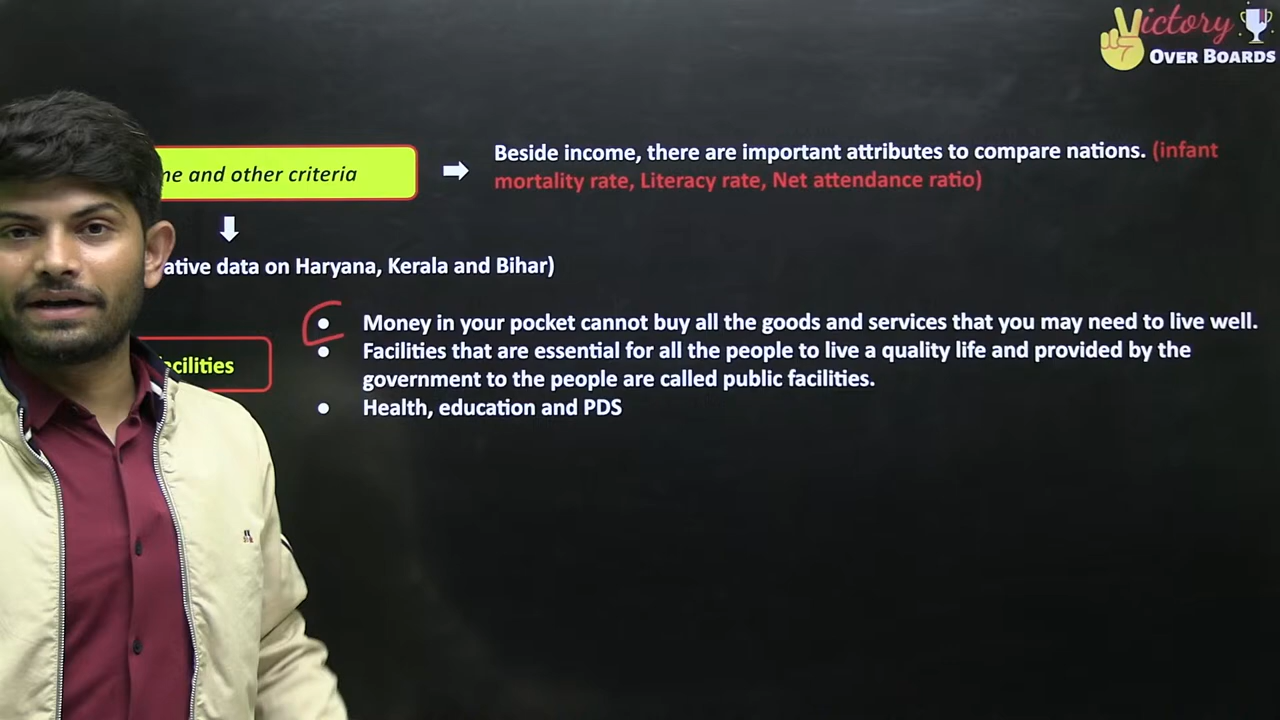 ictory
OVER BOARDS
ne and other criteria
Beside income, there are important attributes to compare nations. (infant
mortality rate, Literacy rate, Net attendance ratio)
ative data on Haryana, Kerala and Bihar)
cilities
• Money in your pocket cannot buy all the goods and services that you may need to live well.
• Facilities that are essential for all the people to live a quality life and provided by the
government to the people are called public facilities.
• Health, education and PDS